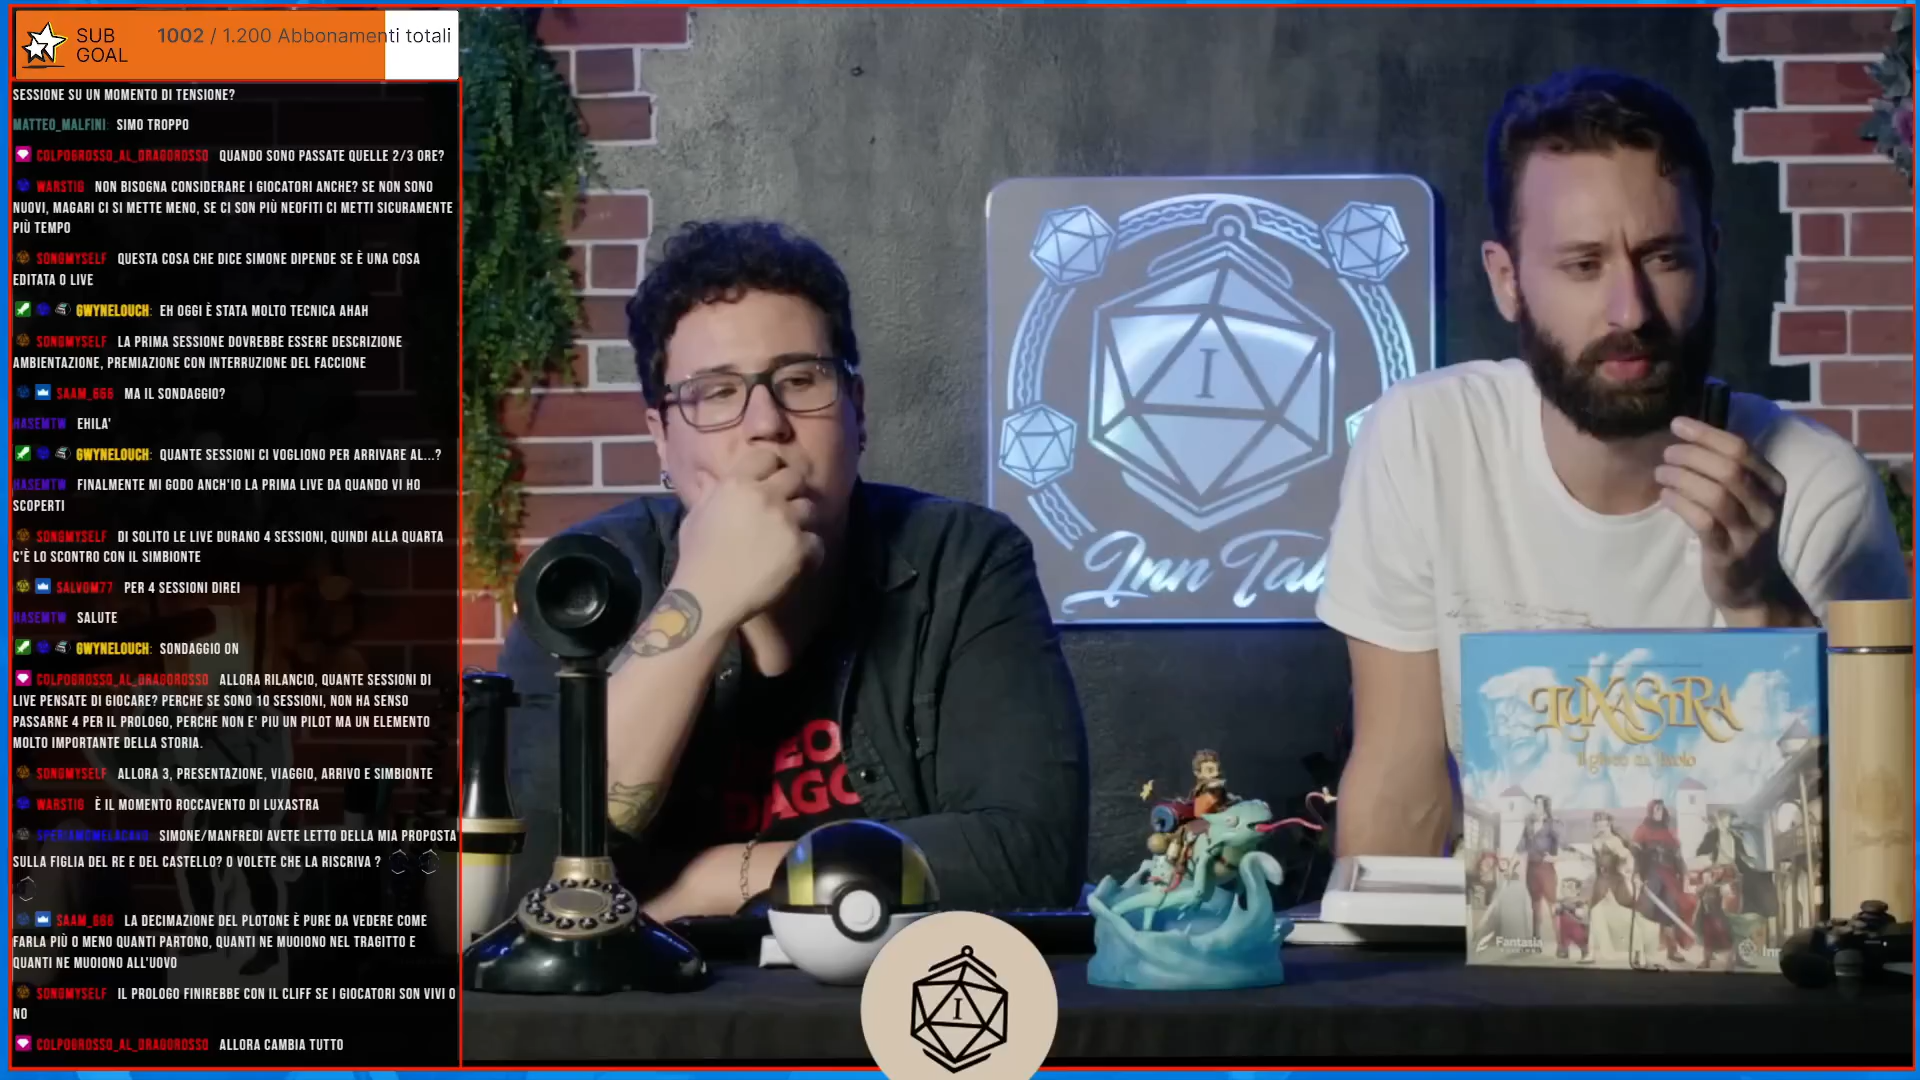 SUB
GOAL
1002 / 1.200 Abbonamenti totali
SESSIONE SU UN MOMENTO DI TENSIONE?
MATTEO_MALFINI: SIMO TROPPO
COLPOGROSSO_AL_DRAGOROSSO QUANDO SONO PASSATE QUELLE 2/3 ORE?
WARSTIG NON BISOGNA CONSIDERARE I GIOCATORI ANCHE? SE NON SONO
NUOVI, MAGARI CI SI METTE MENO, SE CI SON PIÙ NEOFITI CI METTI SICURAMENTE
PIÙ TEMPO
SONGMYSELF QUESTA COSA CHE DICE SIMONE DIPENDE SE È UNA COSA
EDITATA O LIVE
GWYNELOUCH: EH OGGI È STATA MOLTO TECNICA AHAH
SONGMYSELF LA PRIMA SESSIONE DOVREBBE ESSERE DESCRIZIONE
AMBIENTAZIONE, PREMIAZIONE CON INTERRUZIONE DEL FACCIONE
SAAM_666 MA IL SONDAGGIO?
HASEMTW EHILA'
GWYNELOUCH: QUANTE SESSIONI CI VOGLIONO PER ARRIVARE AL...?
HASEMTW FINALMENTE MI GODO ANCH'IO LA PRIMA LIVE DA QUANDO VI HO
SCOPERTI
SONGMYSELF DI SOLITO LE LIVE DURANO 4 SESSIONI, QUINDI ALLA QUARTA
C'È LO SCONTRO CON IL SIMBIONTE
SALVOM77 PER 4 SESSIONI DIREI
HASEMTW SALUTE
GWYNELOUCH: SONDAGGIO ON
COLPOGROSSO_AL_DRAGOROSSO ALLORA RILANCIO, QUANTE SESSIONI DI
LIVE PENSATE DI GIOCARE? PERCHE SE SONO 10 SESSIONI, NON HA SENSO
PASSARNE 4 PER IL PROLOGO, PERCHE NON E' PIU UN PILOT MA UN ELEMENTO
MOLTO IMPORTANTE DELLA STORIA.
SONGMYSELF ALLORA 3, PRESENTAZIONE, VIAGGIO, ARRIVO E SIMBIONTE
WARSTIG È IL MOMENTO ROCCAVENTO DI LUXASTRA
SIMONE/MANFREDI AVETE LETTO DELLA MIA PROPOSTA
SULLA FIGLIA DEL RE E DEL CASTELLO? O VOLETE CHE LA RISCRIVA ?
SAAM_666 LA DECIMAZIONE DEL PLOTONE È PURE DA VEDERE COME
FARLA PIÙ O MENO QUANTI PARTONO, QUANTI NE MUOIONO NEL TRAGITTO E
QUANTI NE MUOIONO ALL'UOVO
SONGMYSELF IL PROLOGO FINIREBBE CON IL CLIFF SE I GIOCATORI SON VIVI O
NO
COLPOGROSSO_AL_DRAGOROSSO ALLORA CAMBIA TUTTO
I
Inn Ta
LUXASTRA
il gioco da tavolo
Fantasia
Inn
I